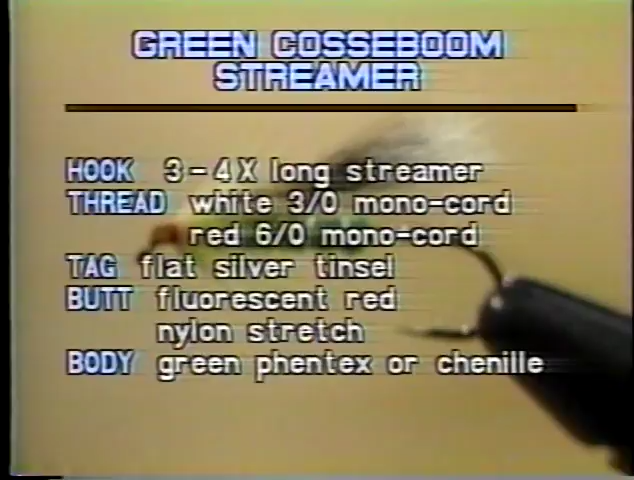 GREEN COSSEBOOM
STREAMER
HOOK 3-4X long streamer
THREAD white 3/0 mono-cord
red 6/0 mono-cord
TAG flat silver tinsel
BUTT fluorescent red
nylon stretch
BODY green phentex or chenille